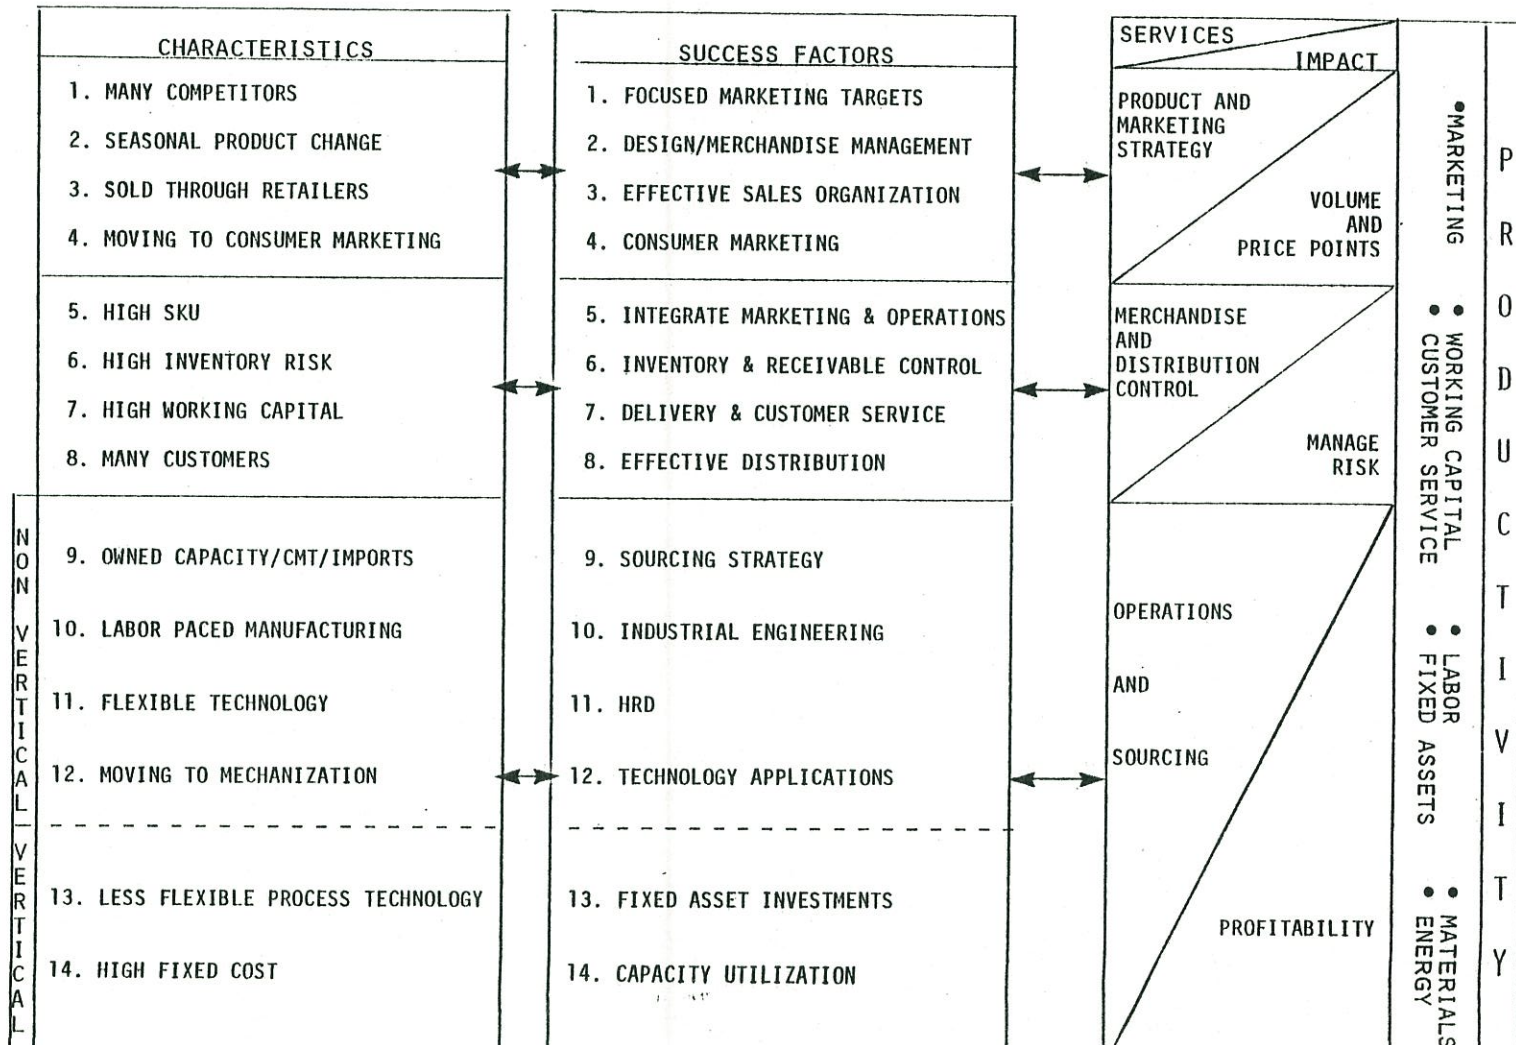 CHARACTERISTICS
1. MANY COMPETITORS
2. SEASONAL PRODUCT CHANGE
3. SOLD THROUGH RETAILERS
4. MOVING TO CONSUMER MARKETING
5. HIGH SKU
6. HIGH INVENTORY RISK
7. HIGH WORKING CAPITAL
8. MANY CUSTOMERS
NON VERTICAL
9. OWNED CAPACITY/CMT/IMPORTS
10. LABOR PACED MANUFACTURING
11. FLEXIBLE TECHNOLOGY
12. MOVING TO MECHANIZATION
VERTICAL
13. LESS FLEXIBLE PROCESS TECHNOLOGY
14. HIGH FIXED COST
SUCCESS FACTORS
1. FOCUSED MARKETING TARGETS
2. DESIGN/MERCHANDISE MANAGEMENT
3. EFFECTIVE SALES ORGANIZATION
4. CONSUMER MARKETING
5. INTEGRATE MARKETING & OPERATIONS
6. INVENTORY & RECEIVABLE CONTROL
7. DELIVERY & CUSTOMER SERVICE
8. EFFECTIVE DISTRIBUTION
9. SOURCING STRATEGY
10. INDUSTRIAL ENGINEERING
11. HRD
12. TECHNOLOGY APPLICATIONS
13. FIXED ASSET INVESTMENTS
14. CAPACITY UTILIZATION
SERVICES
IMPACT
PRODUCT AND
MARKETING
STRATEGY
VOLUME
AND
PRICE POINTS
MERCHANDISE
AND
DISTRIBUTION
CONTROL
MANAGE
RISK
OPERATIONS
AND
SOURCING
PROFITABILITY
• MARKETING
• WORKING CAPITAL
• CUSTOMER SERVICE
• LABOR
• FIXED ASSETS
• MATERIALS
• ENERGY
PRODUCTIVITY